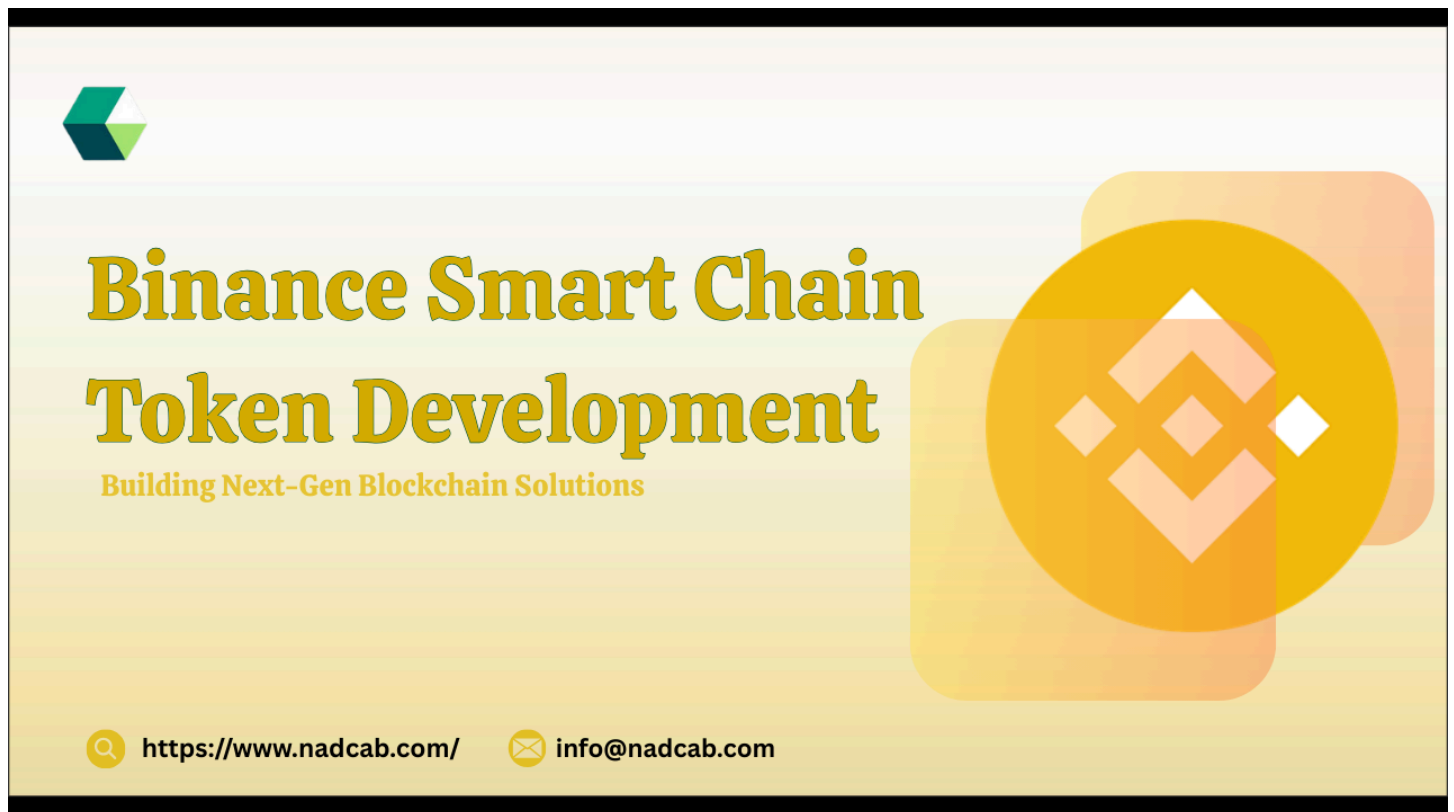 Binance Smart Chain
Token Development
Building Next-Gen Blockchain Solutions
https://www.nadcab.com/
info@nadcab.com